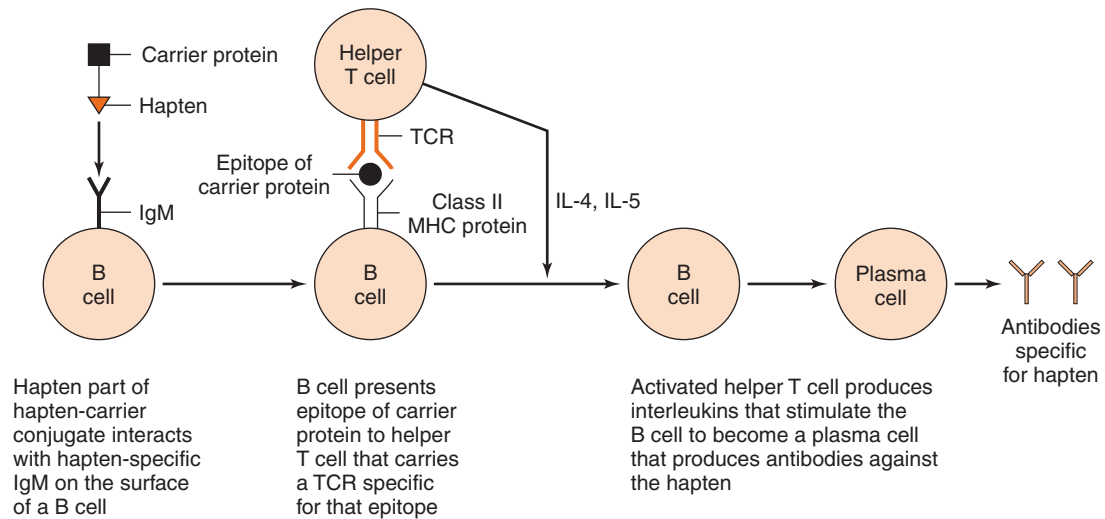 Carrier protein
Hapten
IgM
B
cell
Helper
T cell
TCR
Epitope of
carrier protein
Class II
MHC protein
B
cell
IL-4, IL-5
B
cell
Plasma
cell
Antibodies
specific
for hapten
Hapten part of
hapten-carrier
conjugate interacts
with hapten-specific
IgM on the surface
of a B cell
B cell presents
epitope of carrier
protein to helper
T cell that carries
a TCR specific
for that epitope
Activated helper T cell produces
interleukins that stimulate the
B cell to become a plasma cell
that produces antibodies against
the hapten